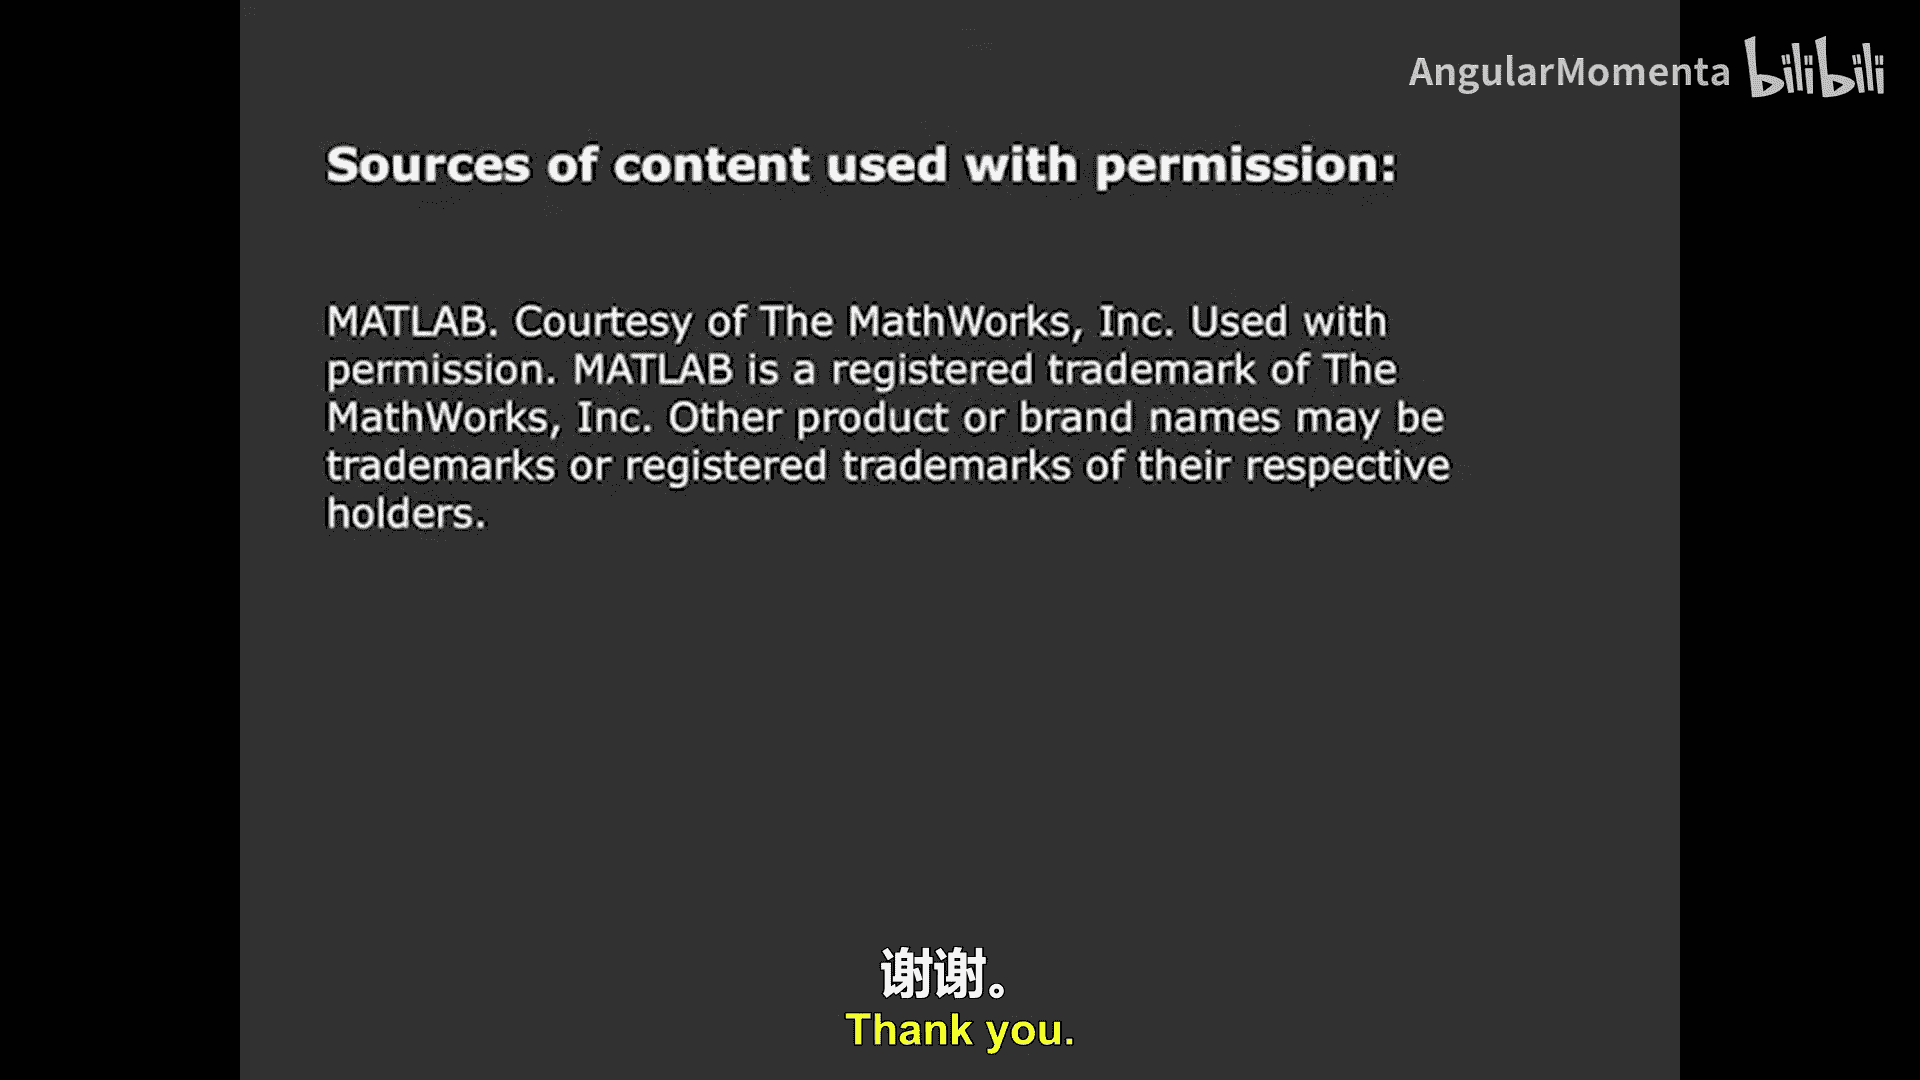 AngularMomenta bilibili
Sources of content used with permission:
MATLAB. Courtesy of The MathWorks, Inc. Used with
permission. MATLAB is a registered trademark of The
MathWorks, Inc. Other product or brand names may be
trademarks or registered trademarks of their respective
holders.
谢谢。
Thank you.